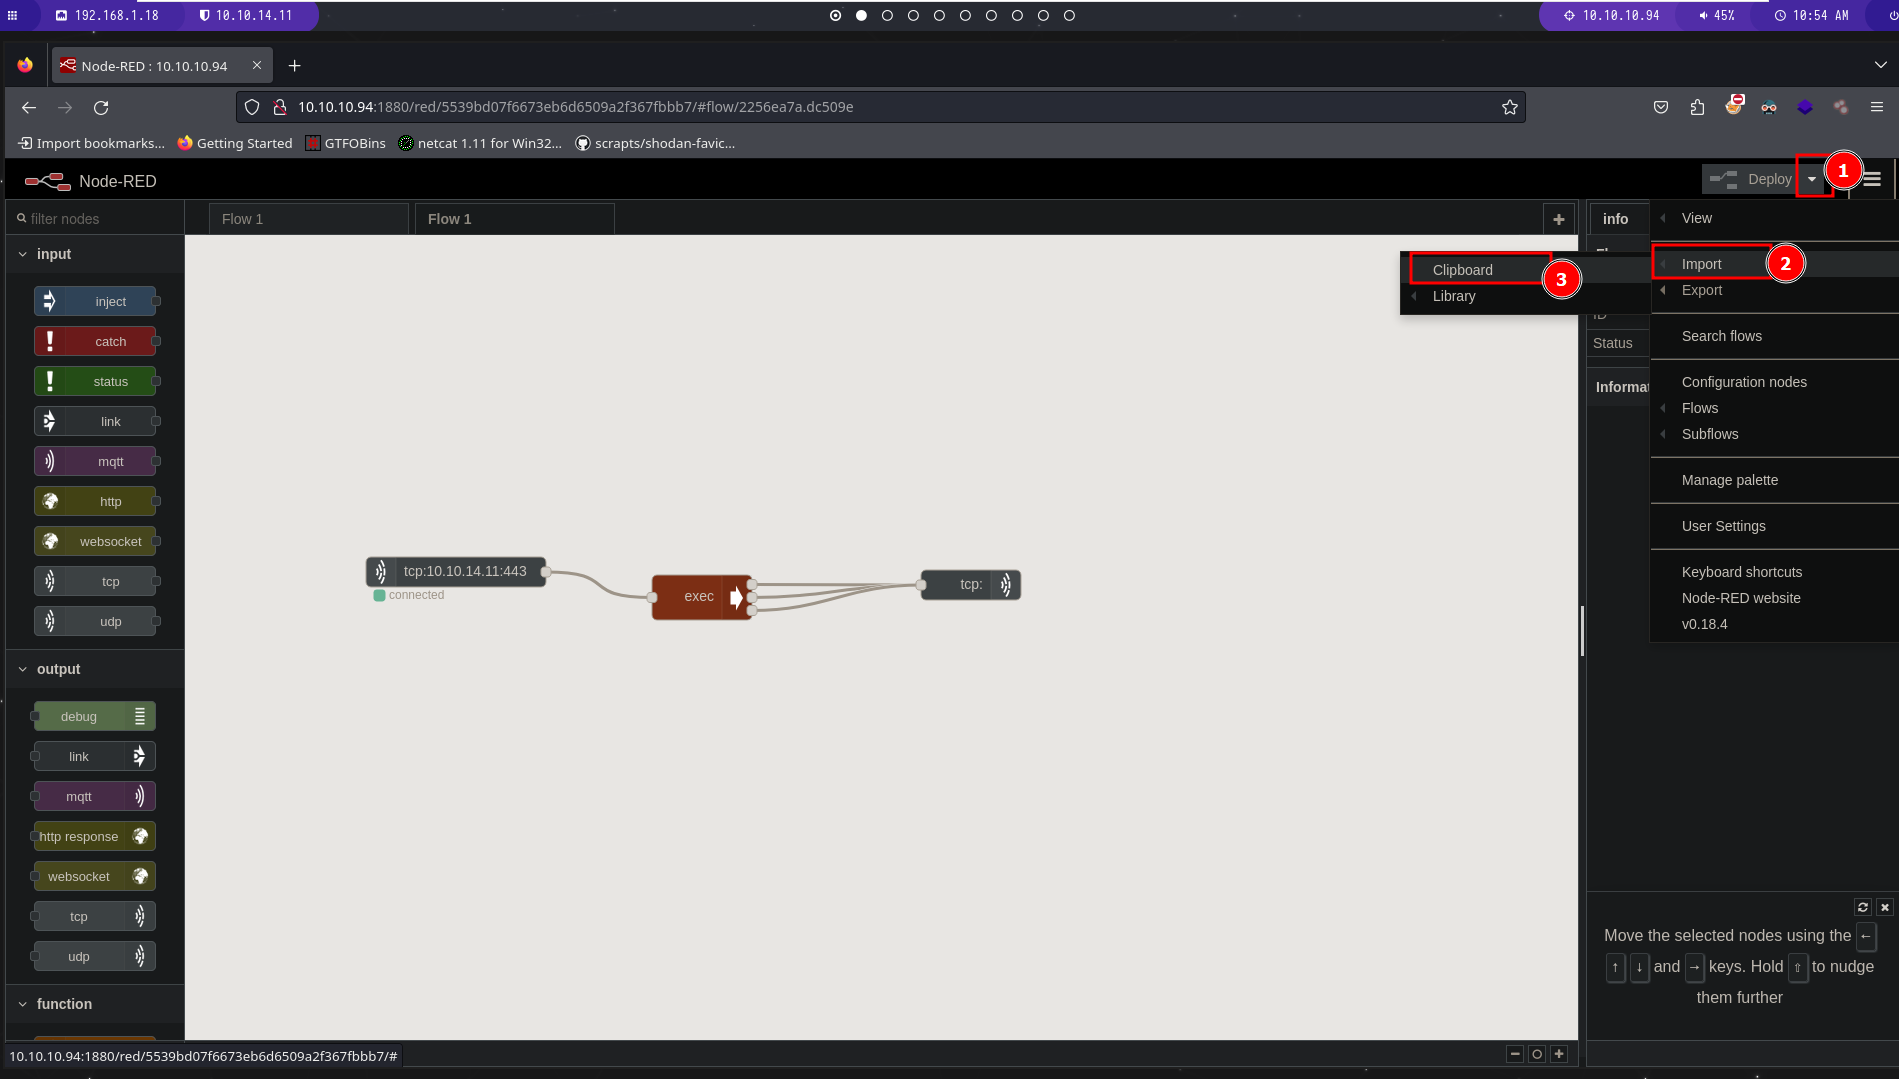 192.168.1.18
10.10.14.11
10.10.10.94
45%
10:54 AM
Node-RED : 10.10.10.94
10.10.10.94:1880/red/5539bd07f6673eb6d6509a2f367fbbb7/#flow/2256ea7a.dc509e
Import bookmarks...
Getting Started
GTFOBins
netcat 1.11 for Win32...
scrapts/shodan-favic...
Node-RED
Deploy
1
filter nodes
Flow 1
Flow 1
info
View
input
Import
2
Clipboard
3
Export
Library
inject
ID
catch
Search flows
Status
status
Configuration nodes
Informat
link
Flows
Subflows
mqtt
Manage palette
http
User Settings
websocket
tcp
tcp:10.10.14.11:443
connected
exec
tcp:
Keyboard shortcuts
Node-RED website
v0.18.4
udp
output
debug
link
mqtt
http response
websocket
tcp
udp
function
Move the selected nodes using the ←
↑ ↓ and → keys. Hold ⇧ to nudge
them further
10.10.10.94:1880/red/5539bd07f6673eb6d6509a2f367fbbb7/#